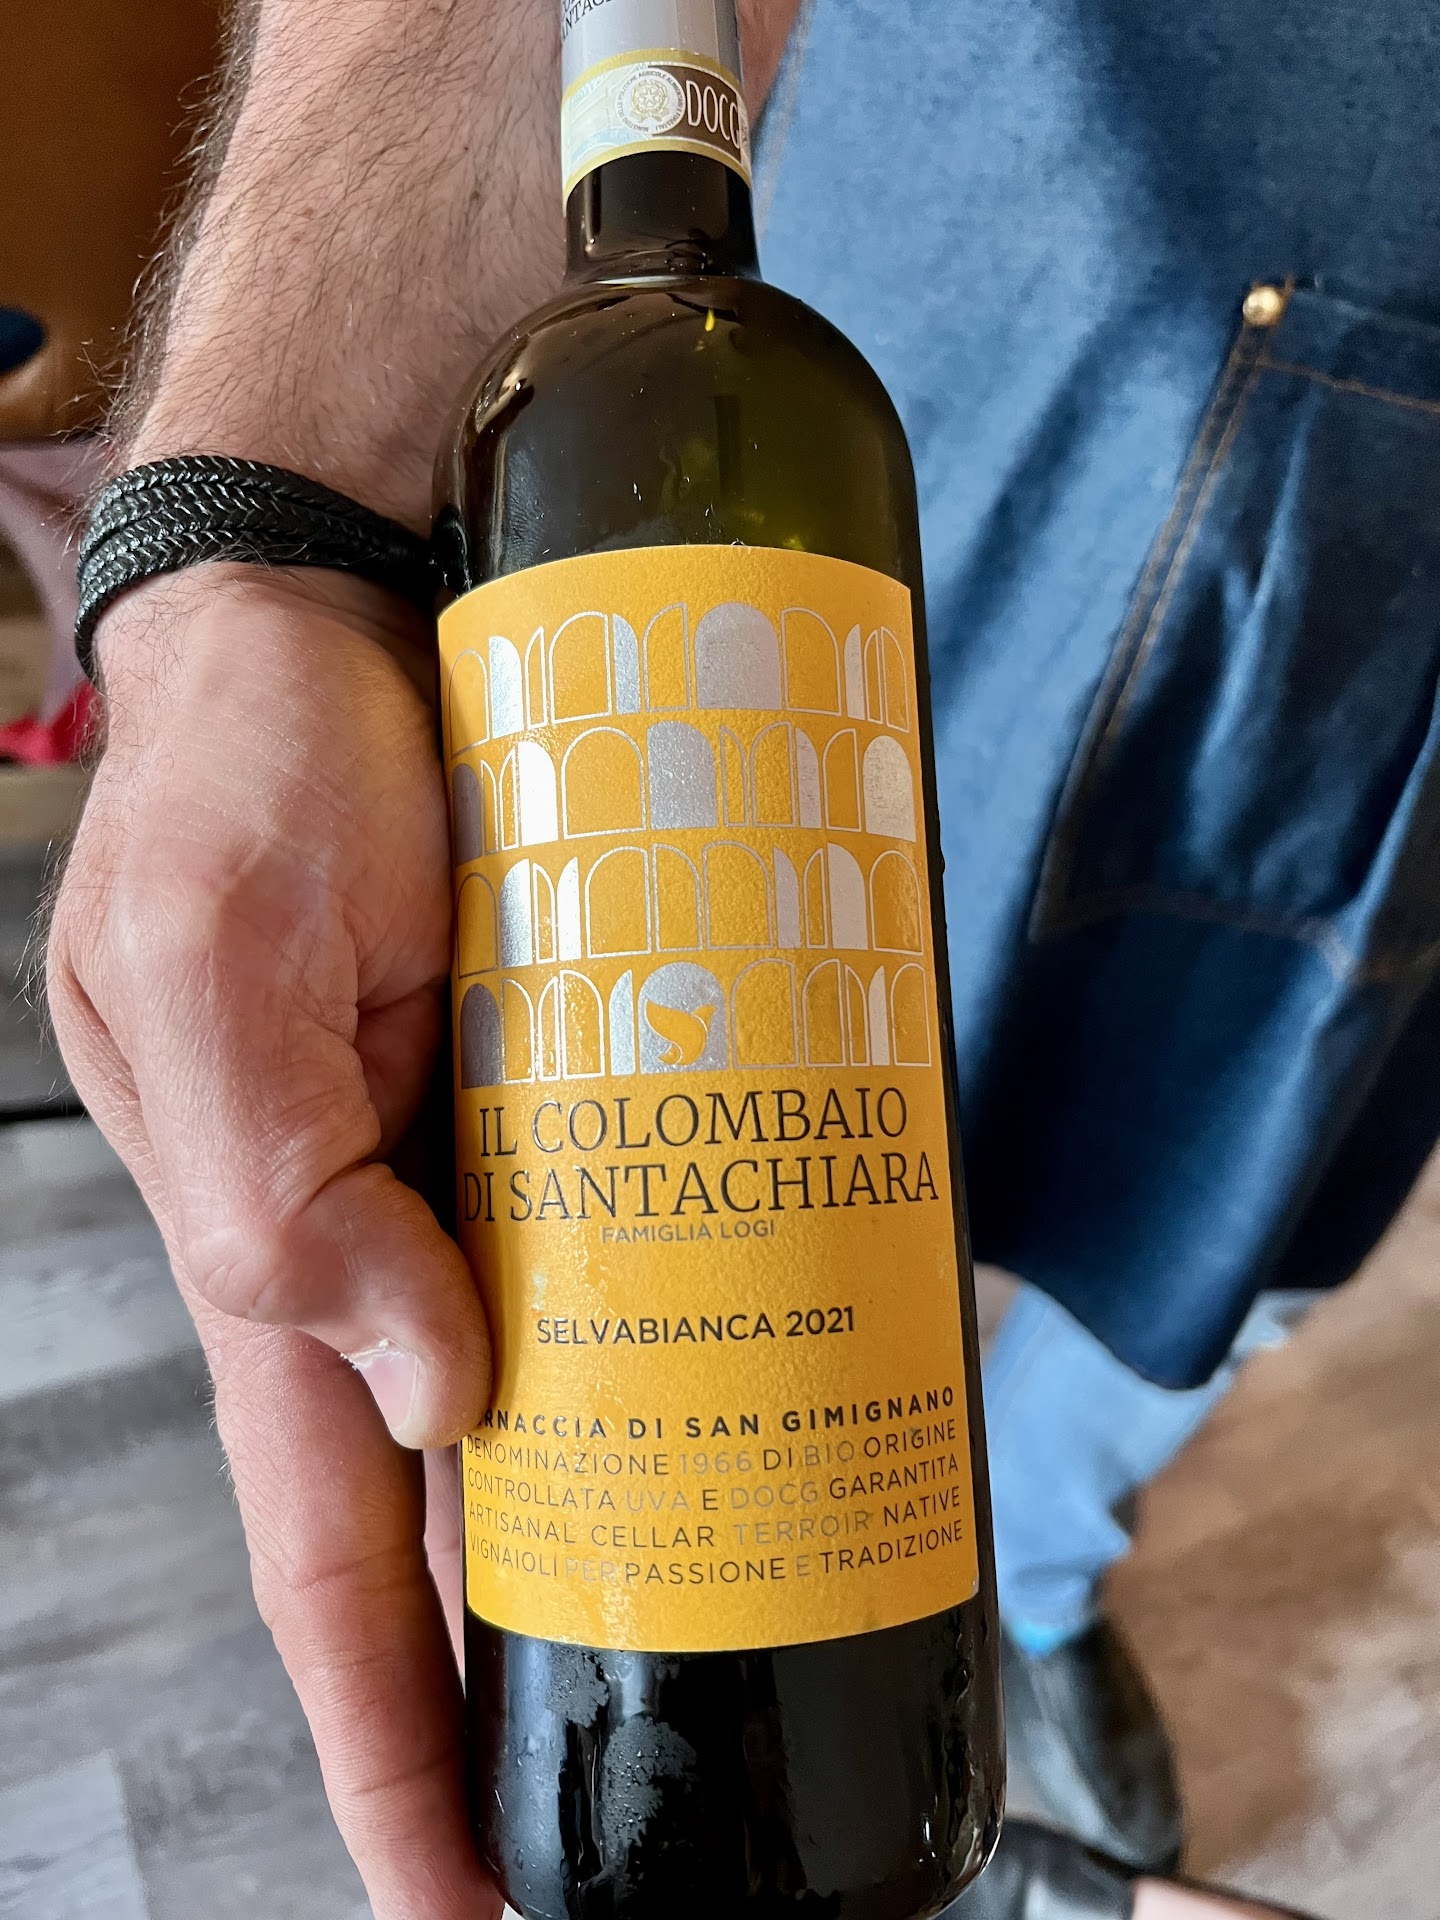 DOCG
IL COLOMBAIO
DI SANTACHIARA
FAMIGLIA LOGI
SELVABIANCA 2021
RNACCIA DI SAN GIMIGNANO
DENOMINAZIONE 1966 DI BIO ORIGINE
CONTROLLATA UVA E DOCG GARANTITA
ARTISANAL CELLAR TERROIR NATIVE
VIGNAIOLI PER PASSIONE E TRADIZIONE